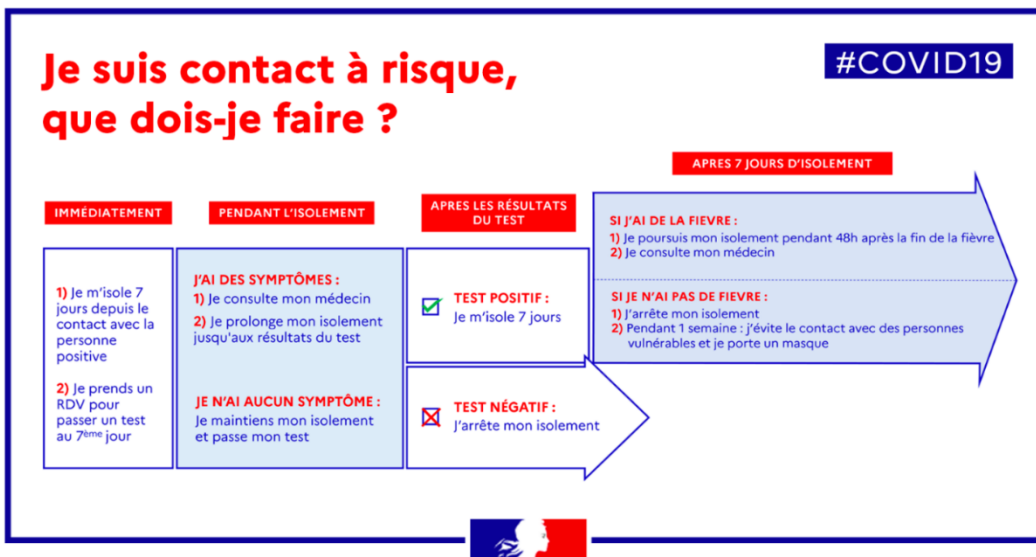 Je suis contact à risque,
que dois-je faire ?
#COVID19
IMMÉDIATEMENT
1) Je m'isole 7
jours depuis le
contact avec la
personne
positive
2) Je prends un
RDV pour
passer un test
au 7ème jour
PENDANT L'ISOLEMENT
J'AI DES SYMPTÔMES :
1) Je consulte mon médecin
2) Je prolonge mon isolement
jusqu'aux résultats du test
JE N'AI AUCUN SYMPTÔME :
Je maintiens mon isolement
et passe mon test
APRES LES RÉSULTATS
DU TEST
TEST POSITIF :
Je m'isole 7 jours
TEST NÉGATIF :
J'arrête mon isolement
APRES 7 JOURS D'ISOLEMENT
SI J'AI DE LA FIEVRE :
1) Je poursuis mon isolement pendant 48h après la fin de la fièvre
2) Je consulte mon médecin
SI JE N'AI PAS DE FIEVRE :
1) J'arrête mon isolement
2) Pendant 1 semaine : j'évite le contact avec des personnes
vulnérables et je porte un masque